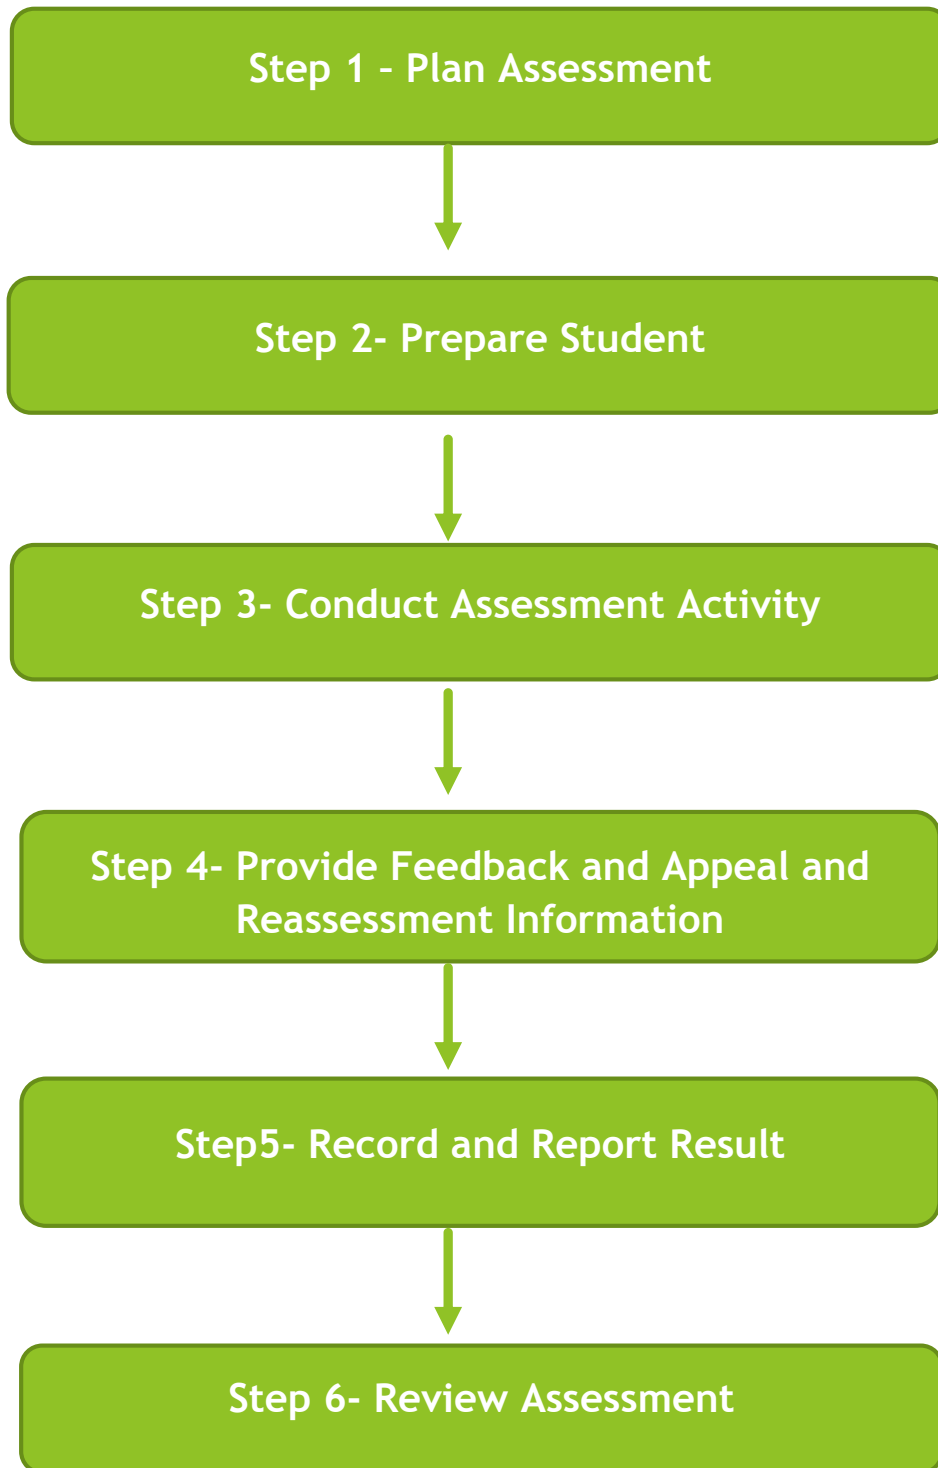 Step 1 – Plan Assessment
Step 2- Prepare Student
Step 3- Conduct Assessment Activity
Step 4- Provide Feedback and Appeal and
Reassessment Information
Step5- Record and Report Result
Step 6- Review Assessment